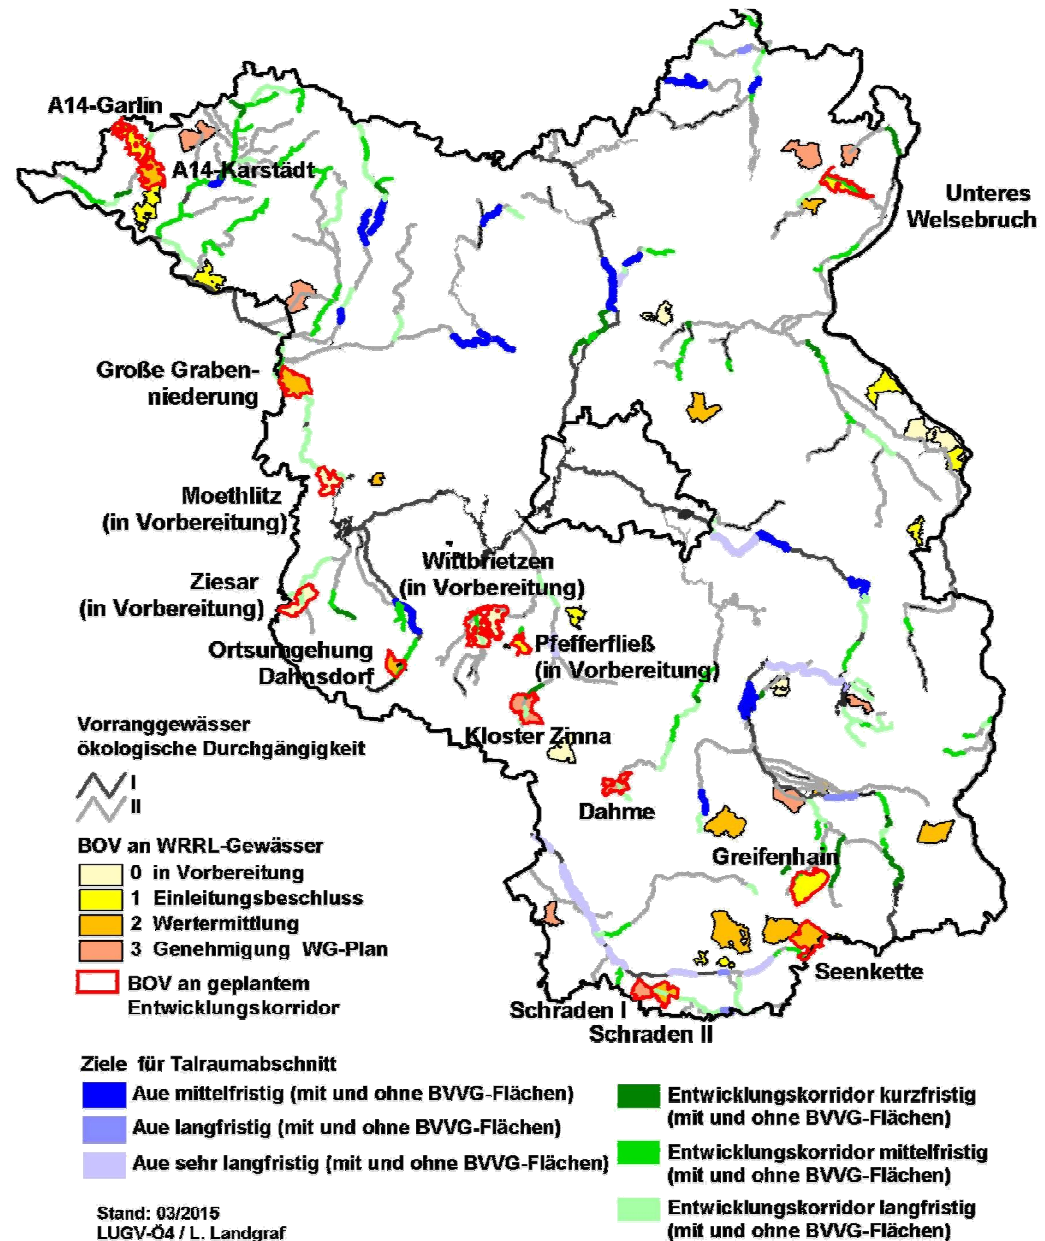 A14-Garlin
A14-Karstädt
Unteres
Welsebruch
Große Graben-
niederung
Moethlitz
(in Vorbereitung)
Wittbrietzen
(in Vorbereitung)
Ziesar
(in Vorbereitung)
Ortsumgehung
Dahnsdorf
Pfefferfließ
(in Vorbereitung)
Kloster Zinna
Dahme
Greifenhain
Seenkette
Schraden I
Schraden II
Vorranggewässer
ökologische Durchgängigkeit
I
II
BOV an WRRL-Gewässer
0 in Vorbereitung
1 Einleitungsbeschluss
2 Wertermittlung
3 Genehmigung WG-Plan
BOV an geplantem
Entwicklungskorridor
Ziele für Talraumabschnitt
Aue mittelfristig (mit und ohne BVVG-Flächen)
Aue langfristig (mit und ohne BVVG-Flächen)
Aue sehr langfristig (mit und ohne BVVG-Flächen)
Entwicklungskorridor kurzfristig
(mit und ohne BVVG-Flächen)
Entwicklungskorridor mittelfristig
(mit und ohne BVVG-Flächen)
Entwicklungskorridor langfristig
(mit und ohne BVVG-Flächen)
Stand: 03/2015
LUGV-Ö4 / L. Landgraf